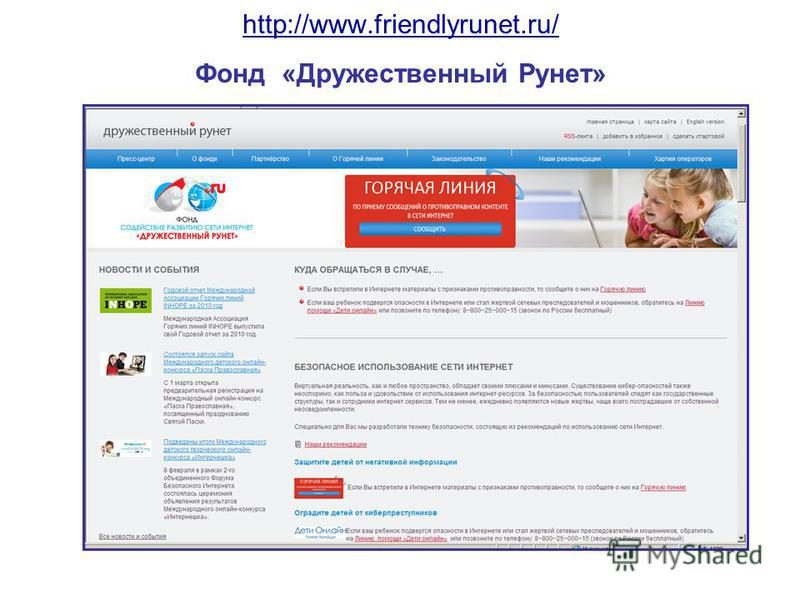 http://www.friendlyrunet.ru/
Фонд «Дружественный Рунет»
дружественный рунет
главная страница | карта сайта | English version
RSS-лента | добавить в избранное | сделать стартовой
Пресс-центр | О фонде | Партнёрство | О Горячей линии | Законодательство | Наши рекомендации | Хартия операторов
.ru
ФОНД
СОДЕЙСТВИЕ РАЗВИТИЮ СЕТИ ИНТЕРНЕТ
«ДРУЖЕСТВЕННЫЙ РУНЕТ»
ГОРЯЧАЯ ЛИНИЯ
ПО ПРИЕМУ СООБЩЕНИЙ О ПРОТИВОПРАВНОМ КОНТЕНТЕ
В СЕТИ ИНТЕРНЕТ
СООБЩИТЬ
НОВОСТИ И СОБЫТИЯ
INHOPE
Годовой отчет Международной
Ассоциации Горячих линий
INHOPE за 2010 год
Международная Ассоциация
Горячих линий INHOPE выпустила
свой Годовой отчет за 2010 год.
Состоялся запуск сайта
Международного детского онлайн-
конкурса «Пасха Православная»
С 1 марта открыта
предварительная регистрация на
Международный онлайн-конкурс
«Пасха Православная»,
посвященный празднованию
Святой Пасхи.
Подведены итоги Международного
детского творческого онлайн-
конкурса «Интернешка»
8 февраля в рамках 2-го
объединенного Форума
Безопасного Интернета
состоялась церемония
объявления результатов
Международного онлайн-конкурса
«Интернешка».
Все новости и события
КУДА ОБРАЩАТЬСЯ В СЛУЧАЕ, …
Если Вы встретили в Интернете материалы с признаками противоправности, то сообщите о них на Горячую линию
Если ваш ребенок подвергся опасности в Интернете или стал жертвой сетевых преследователей и мошенников, обратитесь на Линию
помощи «Дети онлайн» или позвоните по телефону: 8-800-25-000-15 (звонок по России бесплатный)
БЕЗОПАСНОЕ ИСПОЛЬЗОВАНИЕ СЕТИ ИНТЕРНЕТ
Виртуальная реальность, как и любое пространство, обладает своими плюсами и минусами. Существование кибер-опасностей также
неоспоримо, как польза и удовольствие от использования интернет-ресурсов. За безопасностью пользователей следят как государственные
структуры, так и сотрудники интернет сервисов. Тем не менее, ежедневно появляются новые жертвы, чаще всего пострадавшие от собственной
неосведомленности.
Специально для Вас мы разработали технику безопасности, состоящую из рекомендаций по использованию сети Интернет.
Наши рекомендации
Защитите детей от негативной информации
ГОРЯЧАЯ ЛИНИЯ
Если Вы встретили в Интернете материалы с признаками противоправности, то сообщите о них на Горячую линию
Оградите детей от киберпреступников
Дети Онлайн
Если ваш ребенок подвергся опасности в Интернете или стал жертвой сетевых преследователей и мошенников, обратитесь
на Линию помощи «Дети онлайн» или позвоните по телефону: 8-800-25-000-15 (звонок по России бесплатный)
MyShared